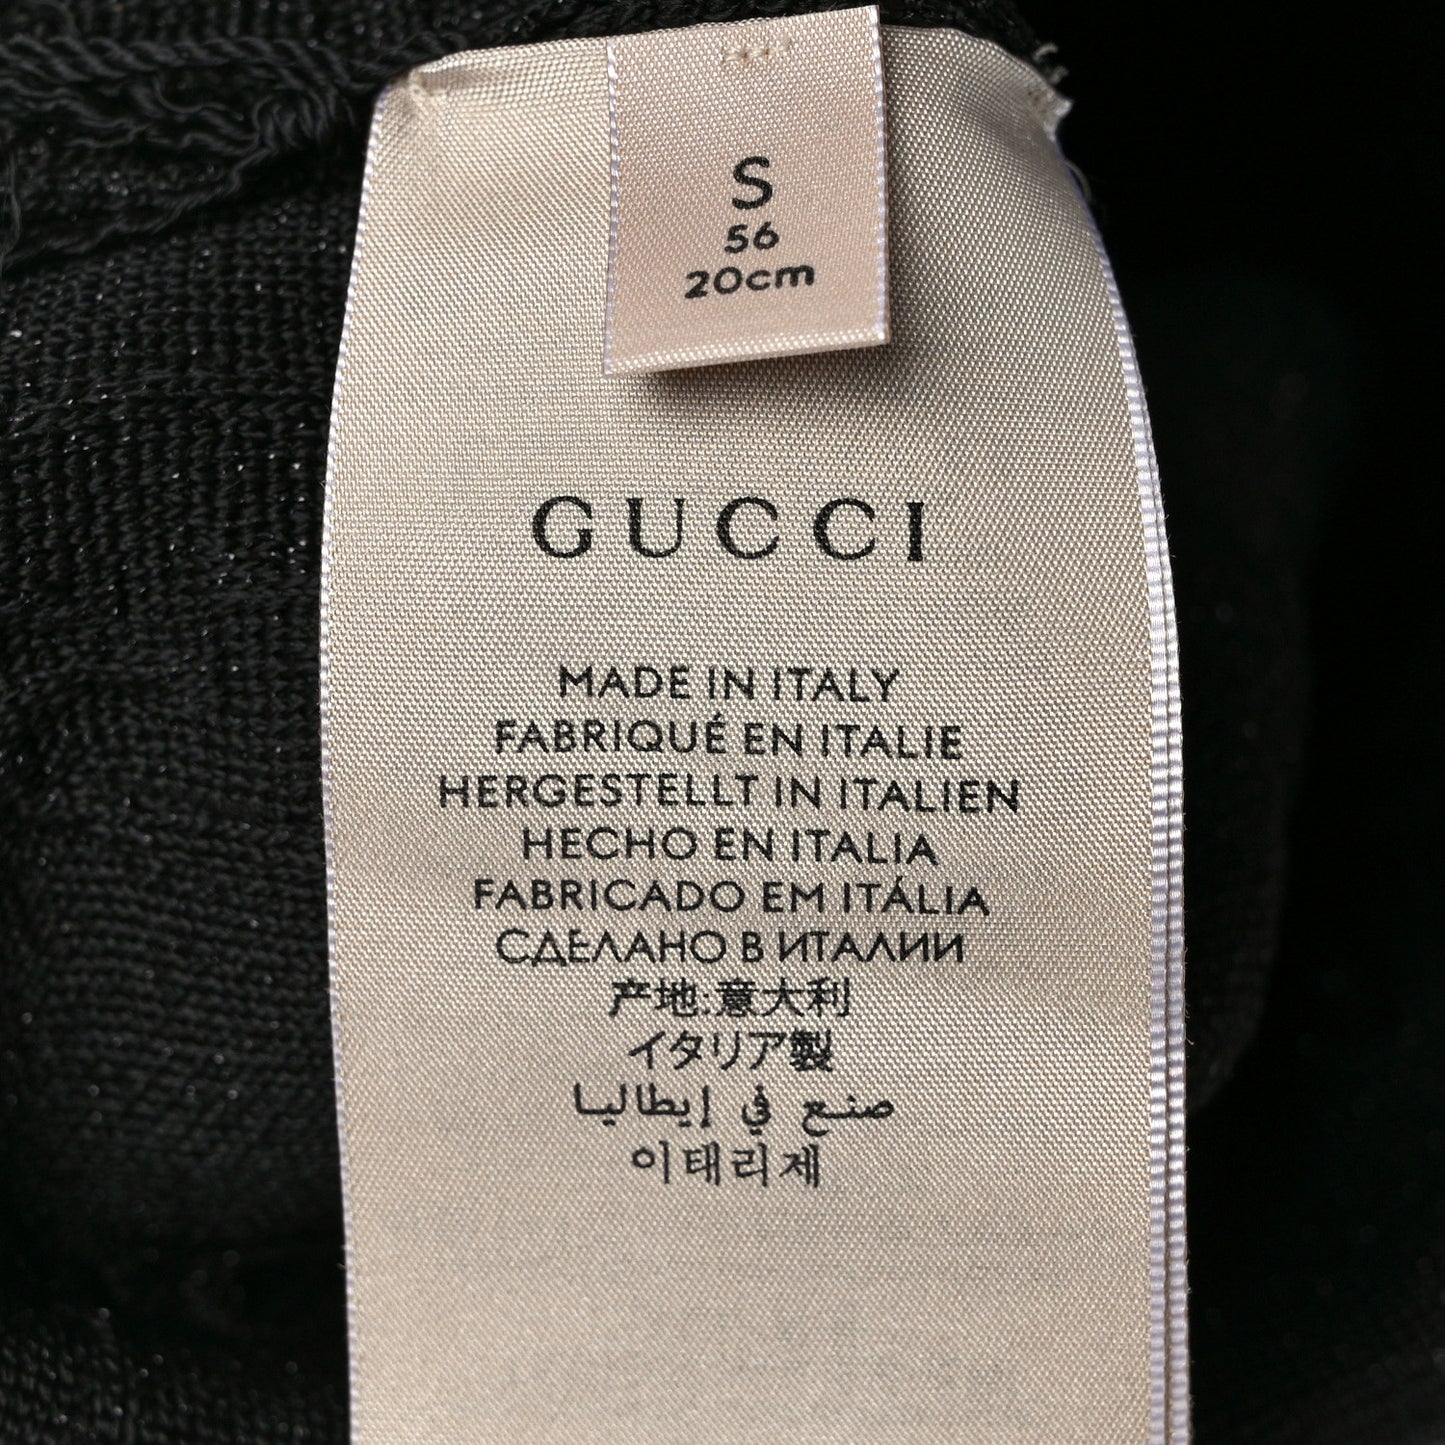 S
56
20cm
GUCCI
MADE IN ITALY
FABRIQUÉ EN ITALIE
HERGESTELLT IN ITALIEN
HECHO EN ITALIA
FABRICADO EM ITÁLIA
СДЕЛАНО В ИТАЛИИ
产地:意大利
イタリア製
صنع في إيطاليا
이태리제